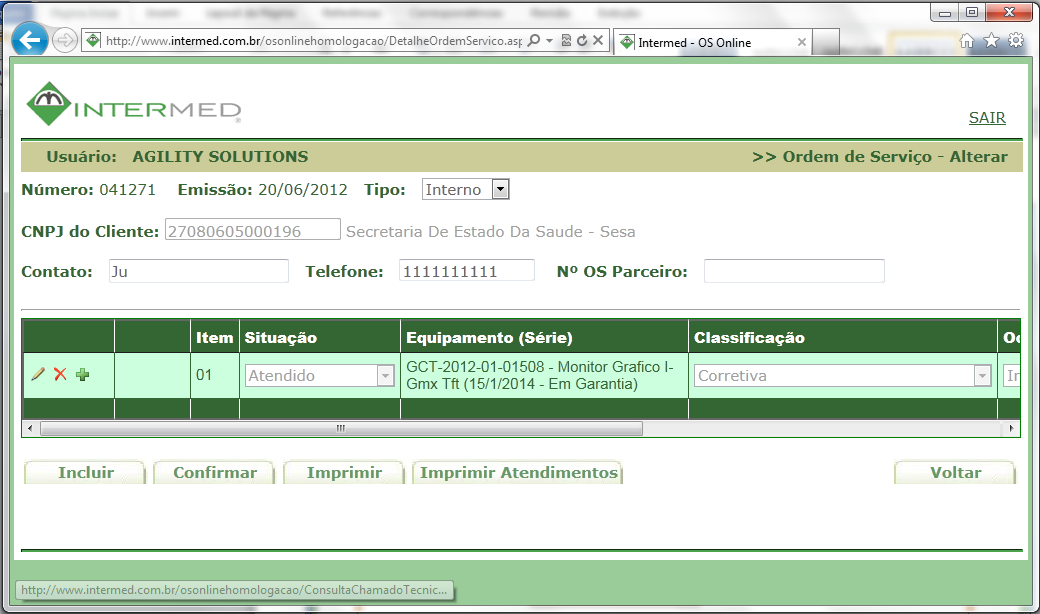 http://www.intermed.com.br/osonlinehomologacao/DetalheOrdemServico.asp
Intermed - OS Online
INTERMED
SAIR
Usuário: AGILITY SOLUTIONS >> Ordem de Serviço - Alterar
Número: 041271 Emissão: 20/06/2012 Tipo: Interno
CNPJ do Cliente: 27080605000196 Secretaria De Estado Da Saude - Sesa
Contato: Ju Telefone: 1111111111 Nº OS Parceiro:
Item Situação Equipamento (Série) Classificação
01 Atendido GCT-2012-01-01508 - Monitor Grafico I-
Gmx Tft (15/1/2014 - Em Garantia) Corretiva
Incluir Confirmar Imprimir Imprimir Atendimentos Voltar
http://www.intermed.com.br/osonlinehomologacao/ConsultaChamadoTecnic...